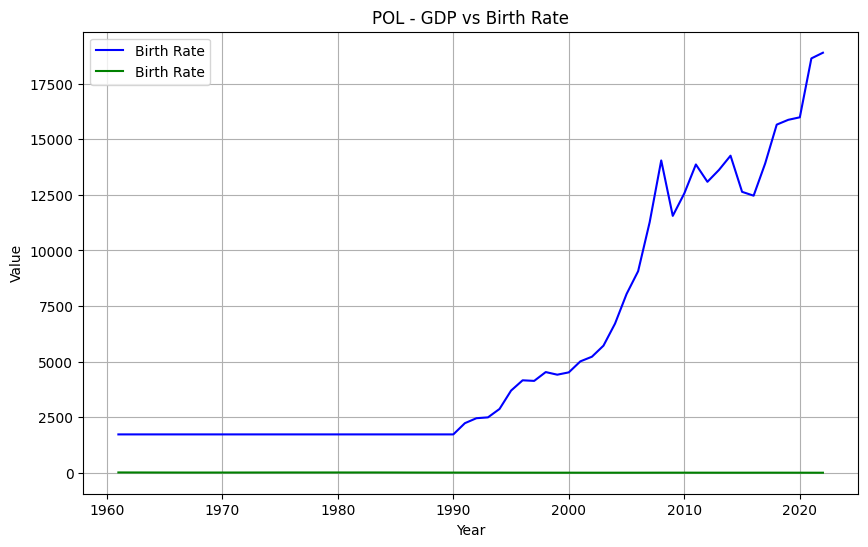 POL - GDP vs Birth Rate
Birth Rate
Birth Rate
Value
17500
15000
12500
10000
7500
5000
2500
0
1960 1970 1980 1990 2000 2010 2020
Year